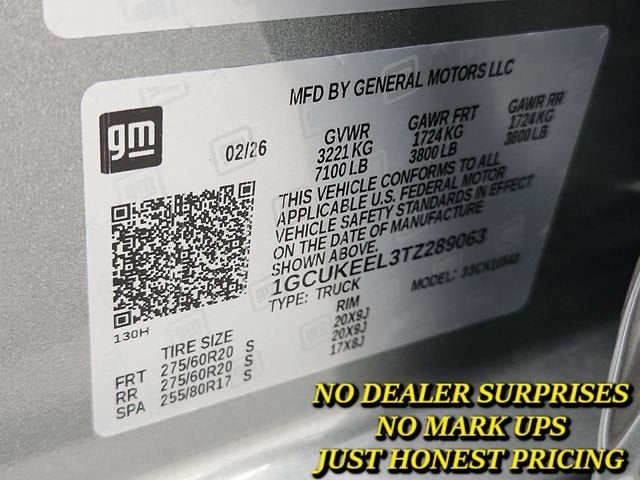 MFD BY GENERAL MOTORS LLC
gm
02/26
GVWR GAWR FRT GAWR RR
3221 KG 1724 KG 1724 KG
7100 LB 3800 LB 3800 LB
THIS VEHICLE CONFORMS TO ALL
APPLICABLE U.S. FEDERAL MOTOR
VEHICLE SAFETY STANDARDS IN EFFECT
ON THE DATE OF MANUFACTURE
SHOWN ABOVE.
1GCUKEEL3TZ289063
TYPE: TRUCK MODEL:
130H
TIRE SIZE RIM
FRT 275/60R20 S 20X9J
RR 275/60R20 S 20X9J
SPA 255/80R17 S 17X8J
NO DEALER SURPRISES
NO MARK UPS
JUST HONEST PRICING